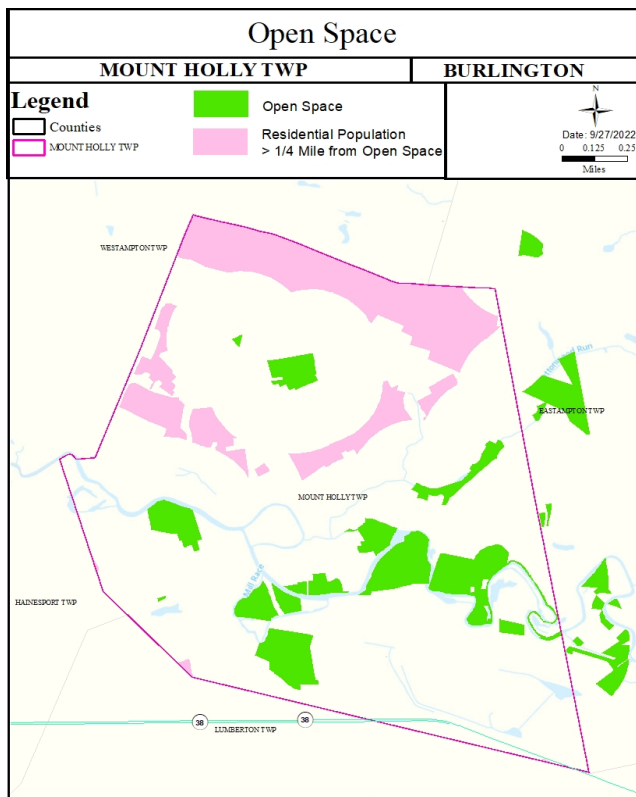 Open Space
MOUNT HOLLY TWP
BURLINGTON
Legend
Counties
MOUNT HOLLY TWP
Open Space
Residential Population
> 1/4 Mile from Open Space
N
Date: 9/27/2022
0 0.125 0.25
Miles
WESTAMPTON TWP
Run
EASTAMPTON TWP
MOUNT HOLLY TWP
Mill Race
HAINESPORT TWP
38
38
LUMBERTON TWP